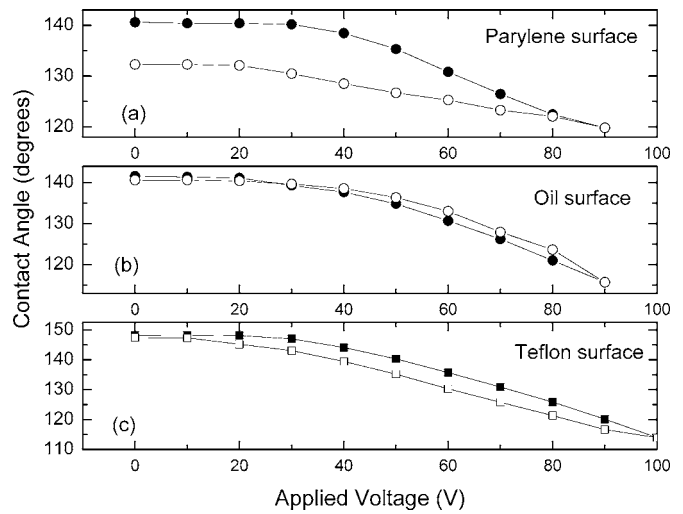 140
130
120
Parylene surface
(a)
0 20 40 60 80 100
140
130
120
Oil surface
(b)
0 20 40 60 80 100
150
140
130
120
110
Teflon surface
(c)
0 20 40 60 80 100
Contact Angle (degrees)
Applied Voltage (V)